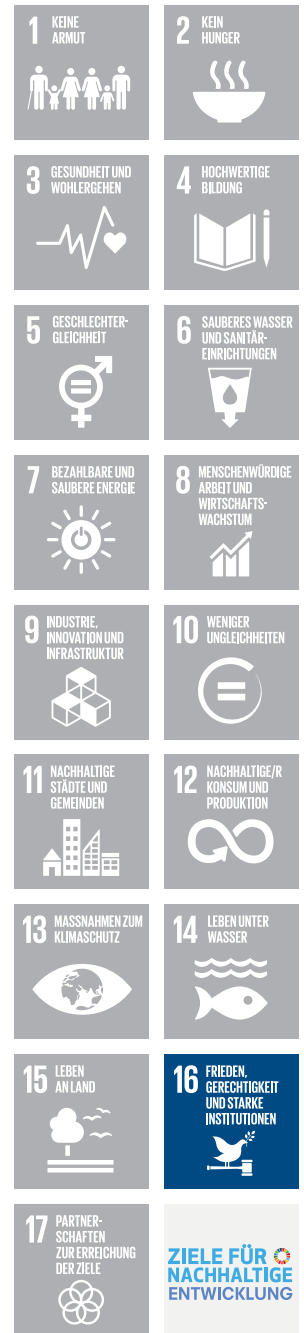 1 KEINE
ARMUT
2 KEIN
HUNGER
3 GESUNDHEIT UND
WOHLERGEHEN
4 HOCHWERTIGE
BILDUNG
5 GESCHLECHTER-
GLEICHHEIT
6 SAUBERES WASSER
UND SANITÄR-
EINRICHTUNGEN
7 BEZAHLBARE UND
SAUBERE ENERGIE
8 MENSCHENWÜRDIGE
ARBEIT UND
WIRTSCHAFTS-
WACHSTUM
9 INDUSTRIE,
INNOVATION UND
INFRASTRUKTUR
10 WENIGER
UNGLEICHHEITEN
11 NACHHALTIGE
STÄDTE UND
GEMEINDEN
12 NACHHALTIGE/R
KONSUM UND
PRODUKTION
13 MASSNAHMEN ZUM
KLIMASCHUTZ
14 LEBEN UNTER
WASSER
15 LEBEN
AN LAND
16 FRIEDEN,
GERECHTIGKEIT
UND STARKE
INSTITUTIONEN
17 PARTNER-
SCHAFTEN
ZUR ERREICHUNG
DER ZIELE
ZIELE FÜR
NACHHALTIGE
ENTWICKLUNG